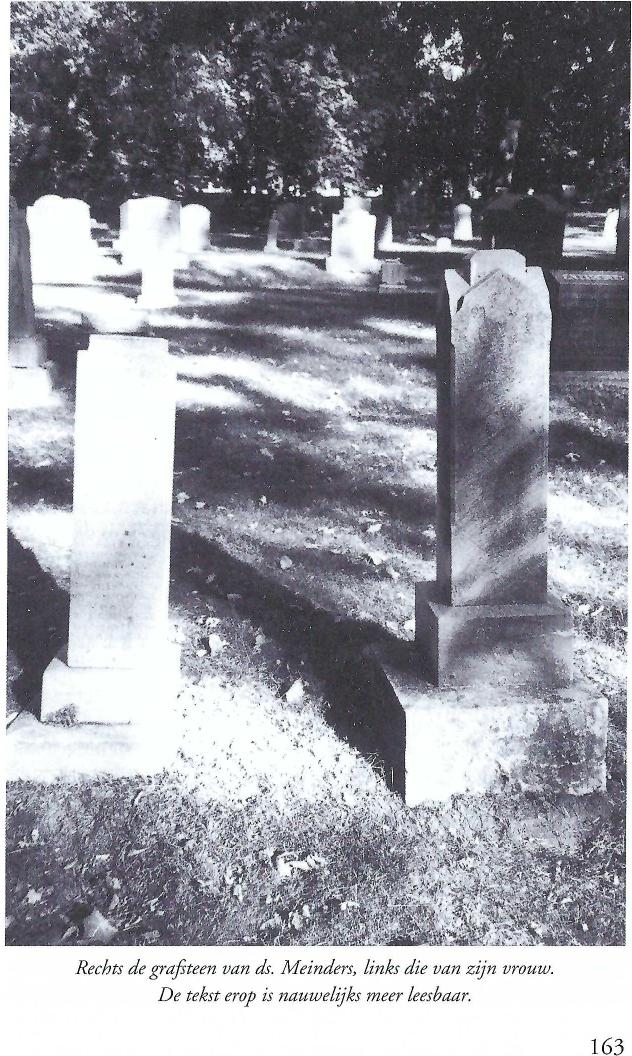 Rechts de grafsteen van ds. Meinders, links die van zijn vrouw.
De tekst erop is nauwelijks meer leesbaar.
163